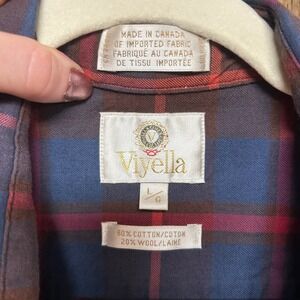 MADE IN CANADA
OF IMPORTED FABRIC
FABRIQUÉ AU CANADA
DE TISSU IMPORTÉE
Viyella
L/G
80% COTTON/COTON
20% WOOL/LAINE